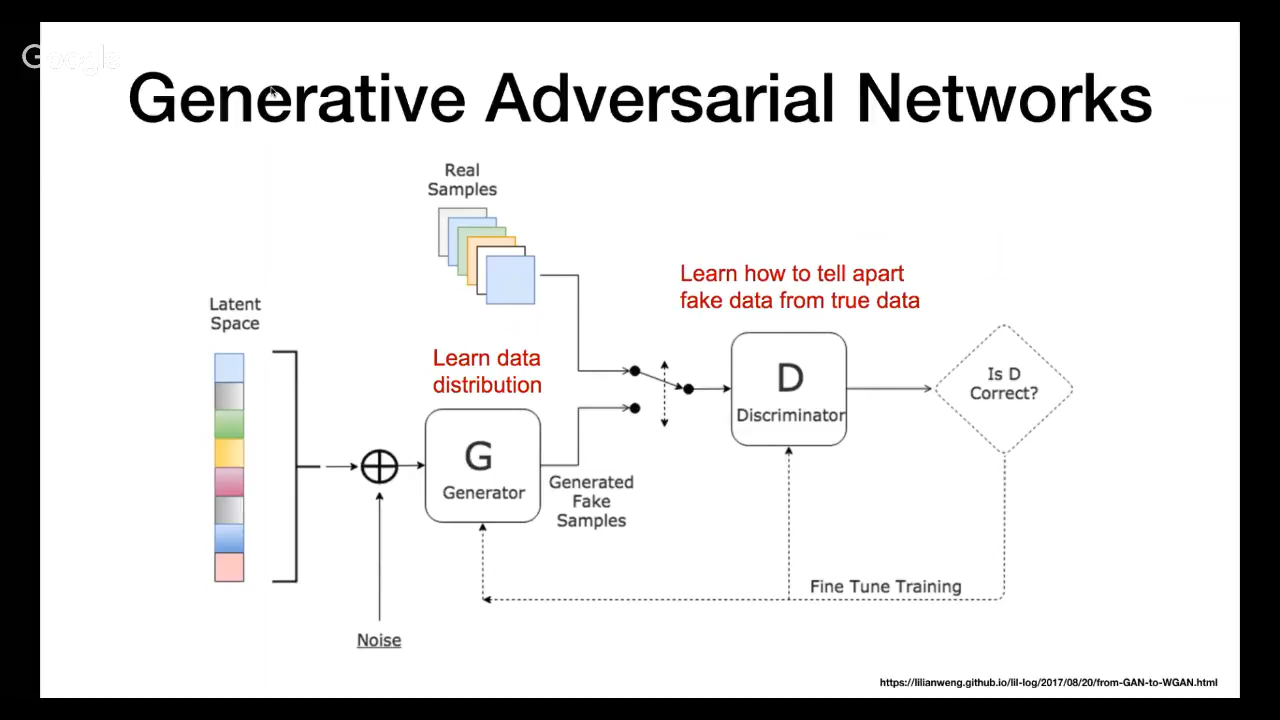 Google
Generative Adversarial Networks
Real
Samples
Learn how to tell apart
fake data from true data
Latent
Space
Learn data
distribution
D
Discriminator
Is D
Correct?
G
Generator
Generated
Fake
Samples
Fine Tune Training
Noise
https://lilianweng.github.io/lil-log/2017/08/20/from-GAN-to-WGAN.html